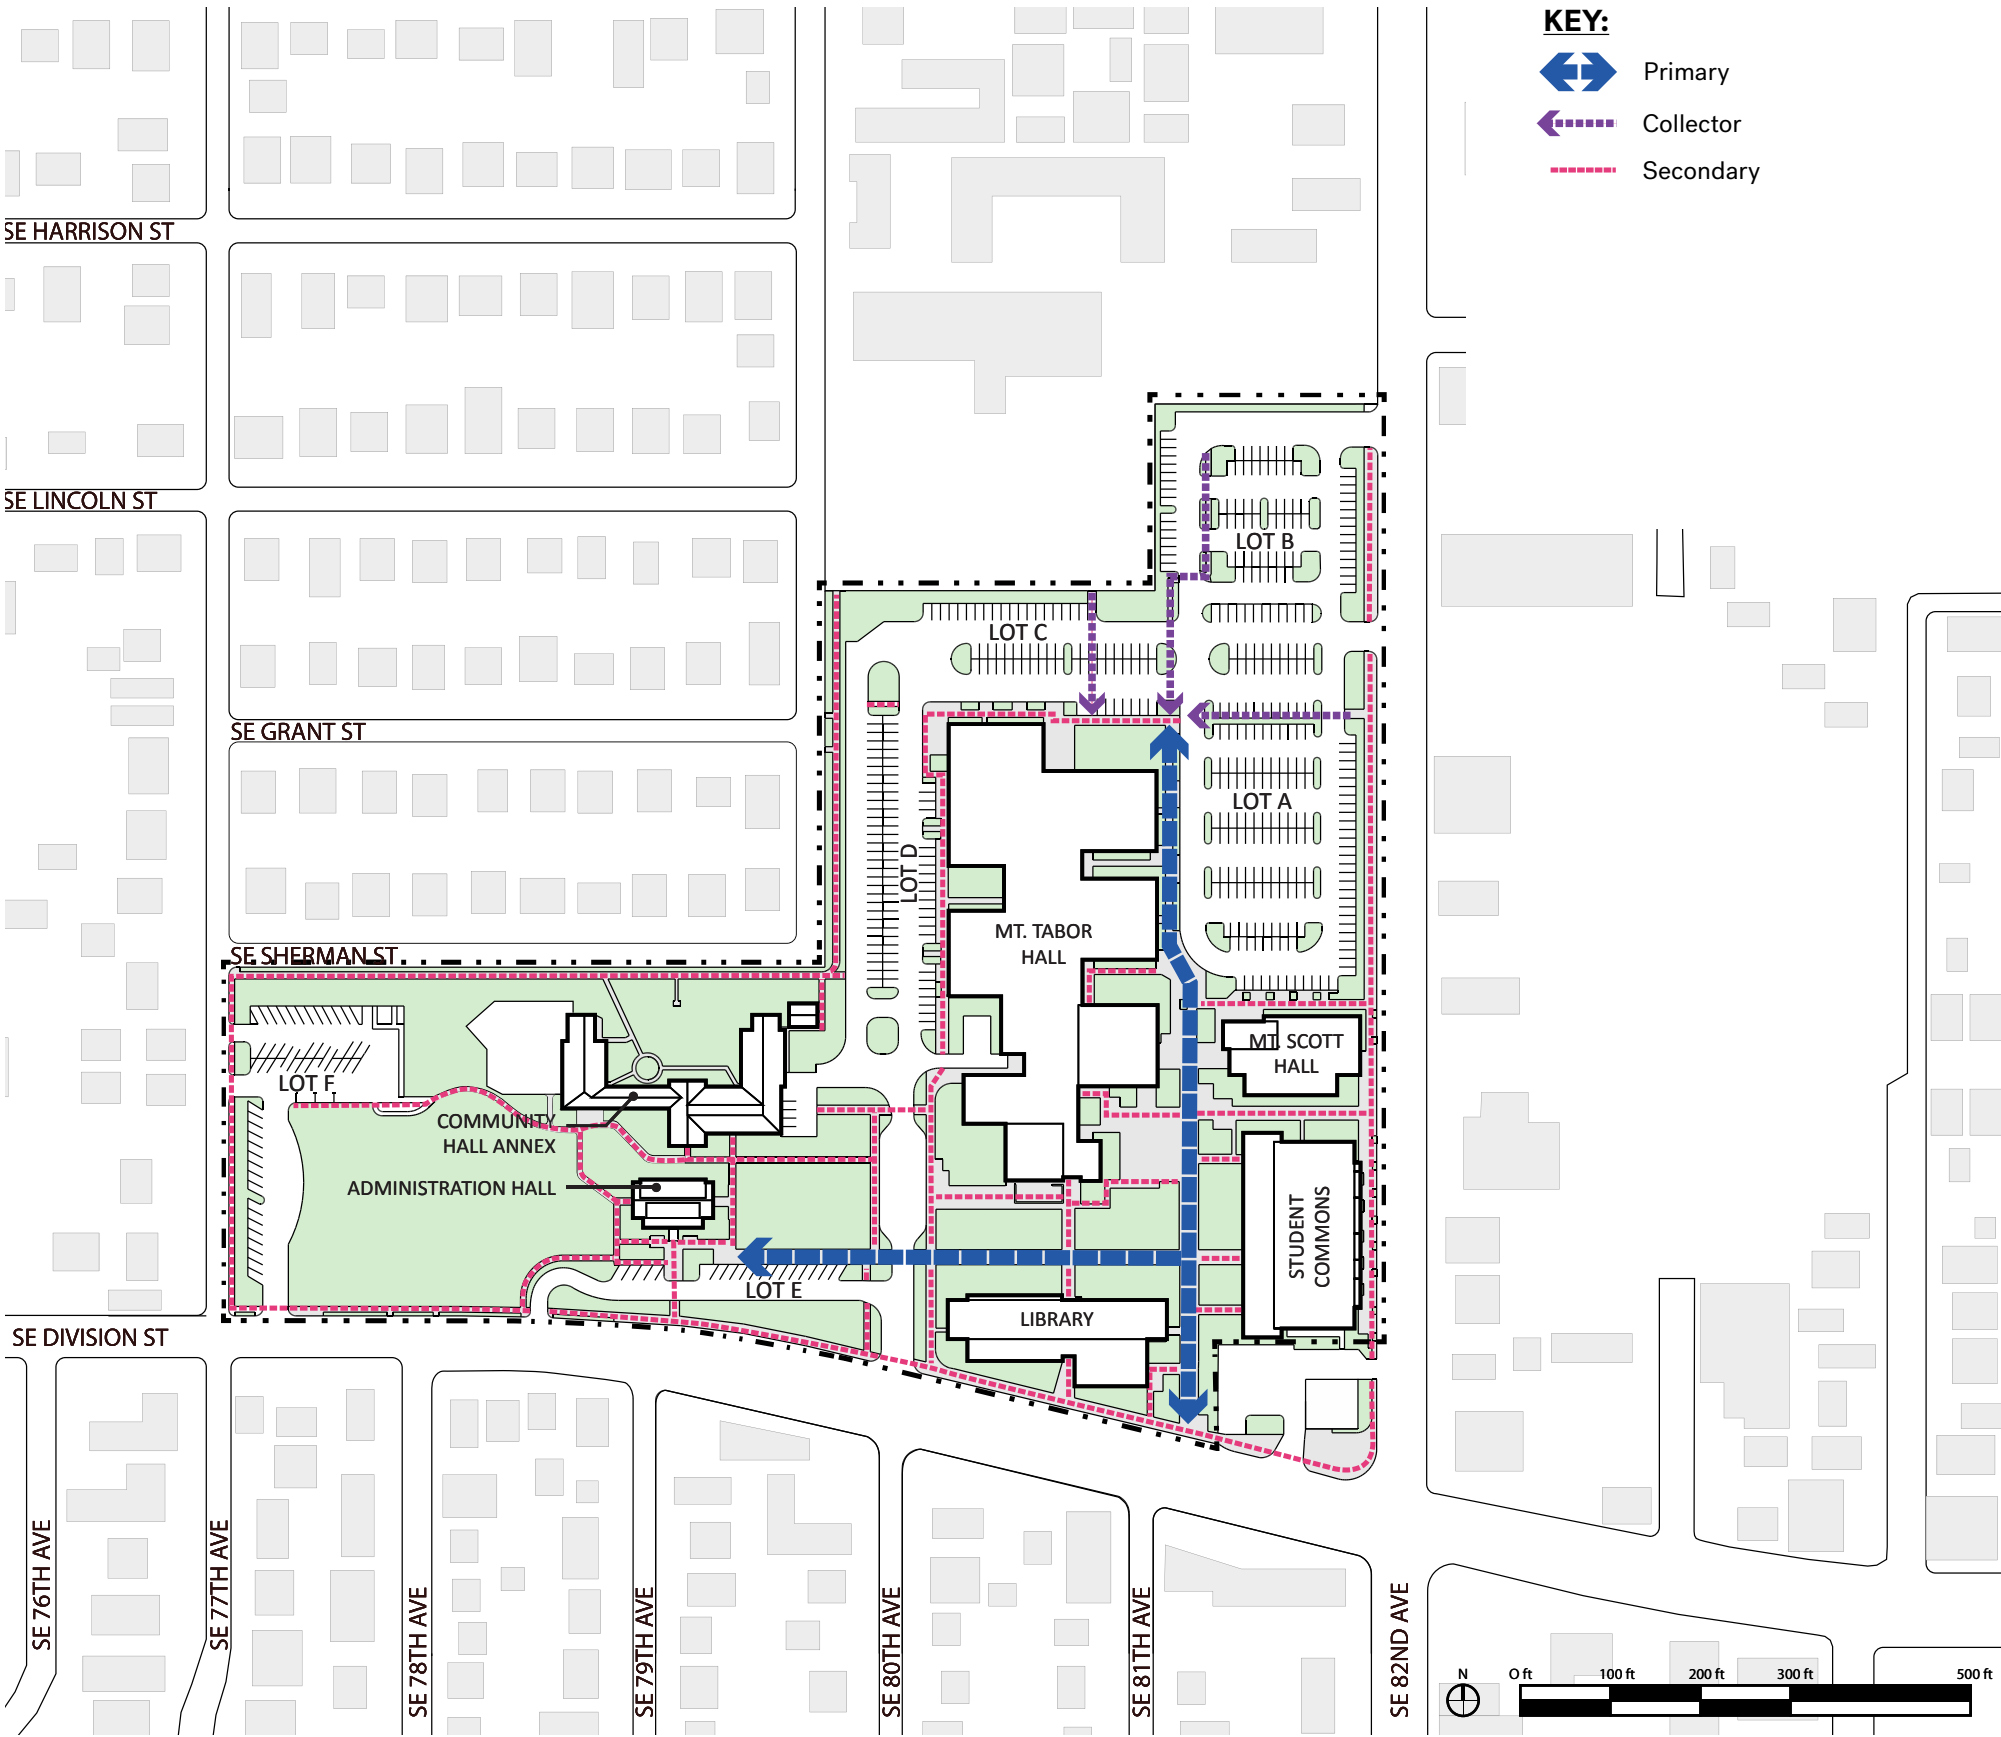 KEY:
Primary
Collector
Secondary
SE HARRISON ST
SE LINCOLN ST
LOT B
LOT C
SE GRANT ST
LOT A
LOT D
MT. TABOR
HALL
SE SHERMAN ST
MT. SCOTT
HALL
LOT F
COMMUNITY
HALL ANNEX
ADMINISTRATION HALL
STUDENT
COMMONS
LOT E
LIBRARY
SE DIVISION ST
SE 76TH AVE
SE 77TH AVE
SE 78TH AVE
SE 79TH AVE
SE 80TH AVE
SE 81TH AVE
SE 82ND AVE
N
0 ft
100 ft
200 ft
300 ft
500 ft